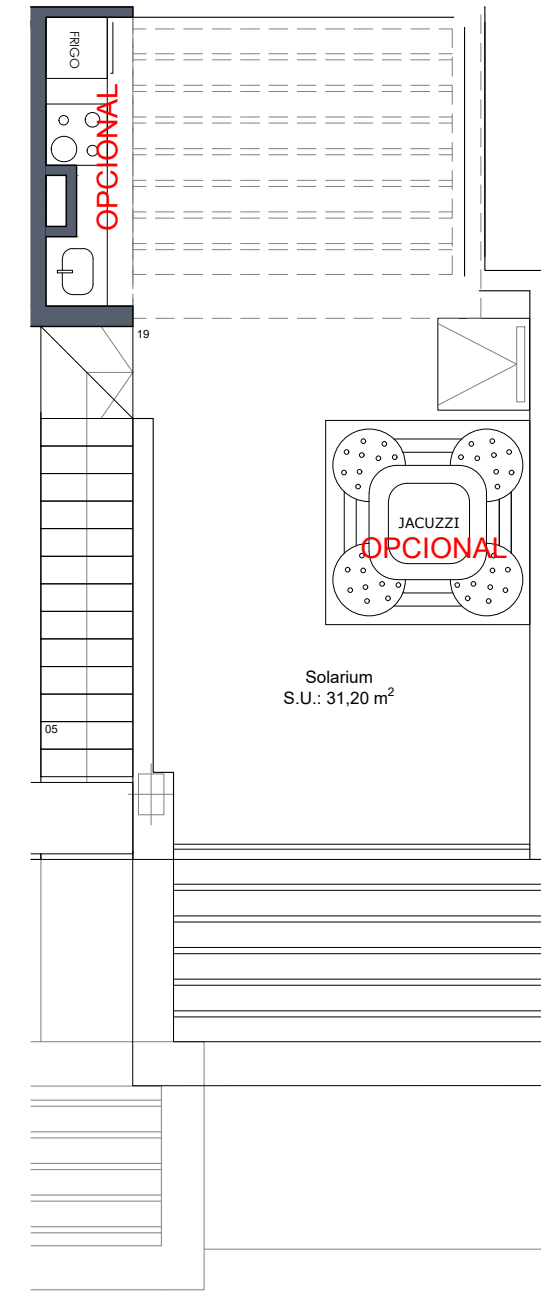 FRIGO
OPCIONAL
19
JACUZZI
OPCIONAL
Solarium
S.U.: 31,20 m²
05